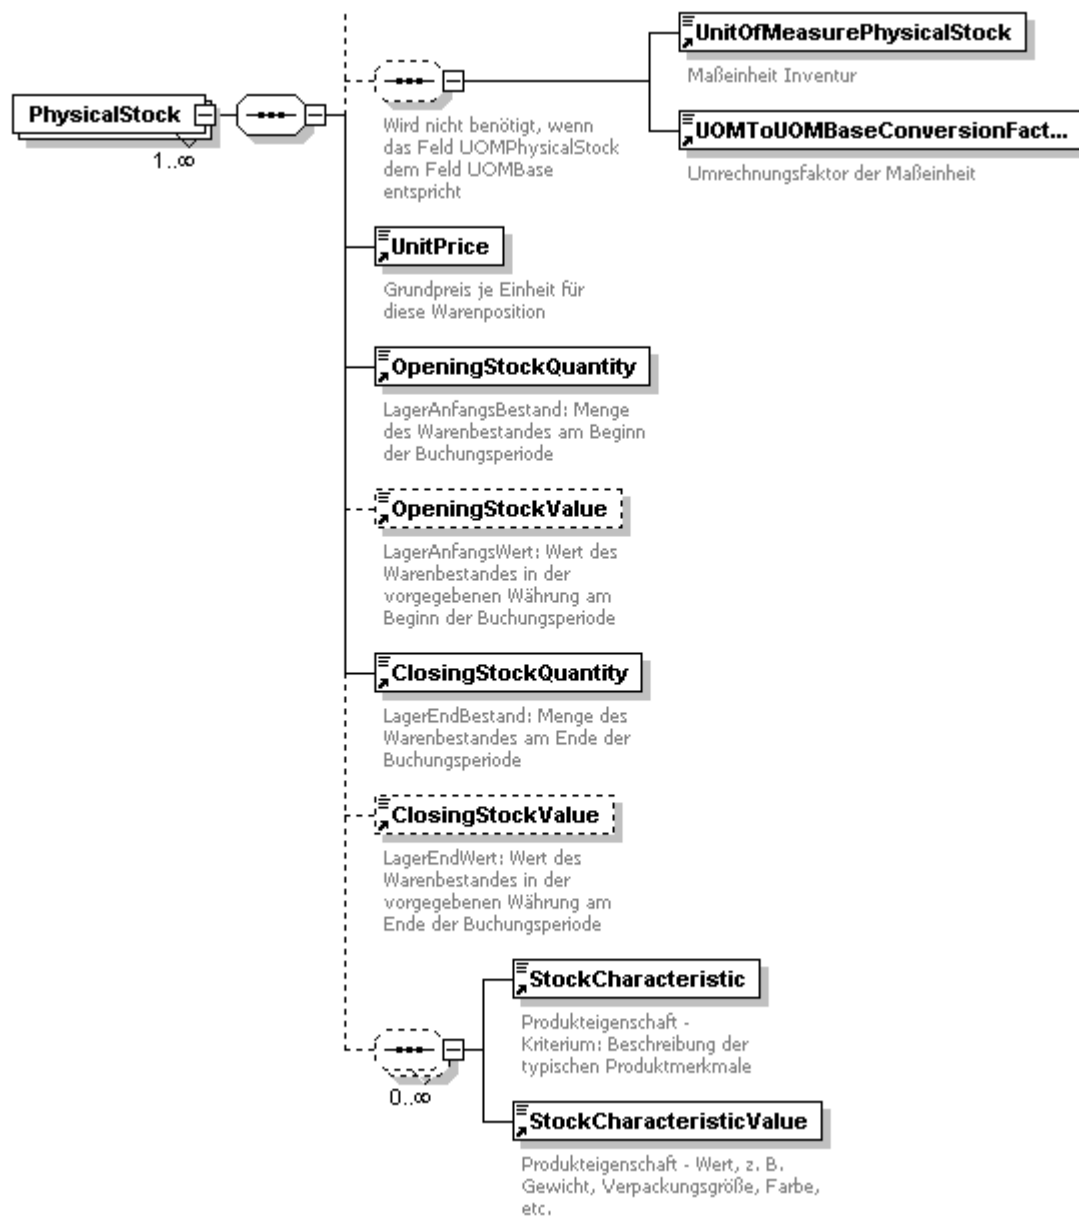 UnitOfMeasurePhysicalStock
Maßeinheit Inventur
PhysicalStock
1..∞
Wird nicht benötigt, wenn
das Feld UOMPhysicalStock
dem Feld UOMBase
entspricht
UOMToUOMBaseConversionFact...
Umrechnungsfaktor der Maßeinheit
UnitPrice
Grundpreis je Einheit für
diese Warenposition
OpeningStockQuantity
LagerAnfangsBestand: Menge
des Warenbestandes am Beginn
der Buchungsperiode
OpeningStockValue
LagerAnfangsWert: Wert des
Warenbestandes in der
vorgegebenen Währung am
Beginn der Buchungsperiode
ClosingStockQuantity
LagerEndBestand: Menge des
Warenbestandes am Ende der
Buchungsperiode
ClosingStockValue
LagerEndWert: Wert des
Warenbestandes in der
vorgegebenen Währung am
Ende der Buchungsperiode
StockCharacteristic
Produkteigenschaft -
Kriterium: Beschreibung der
typischen Produktmerkmale
0..∞
StockCharacteristicValue
Produkteigenschaft - Wert, z. B.
Gewicht, Verpackungsgröße, Farbe,
etc.